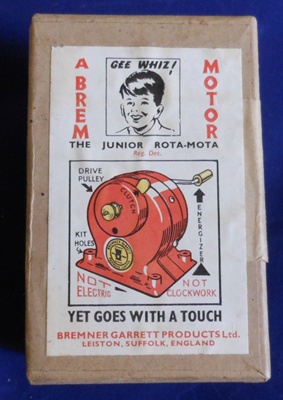 GEE WHIZ!
A BREM
MOTOR
THE JUNIOR ROTA-MOTA
Reg. Des.
DRIVE
PULLEY
CLUTCH
ENERGIZER
KIT
HOLES
NOT
ELECTRIC
NOT
CLOCKWORK
YET GOES WITH A TOUCH
BREMNER GARRETT PRODUCTS Ltd.
LEISTON, SUFFOLK, ENGLAND